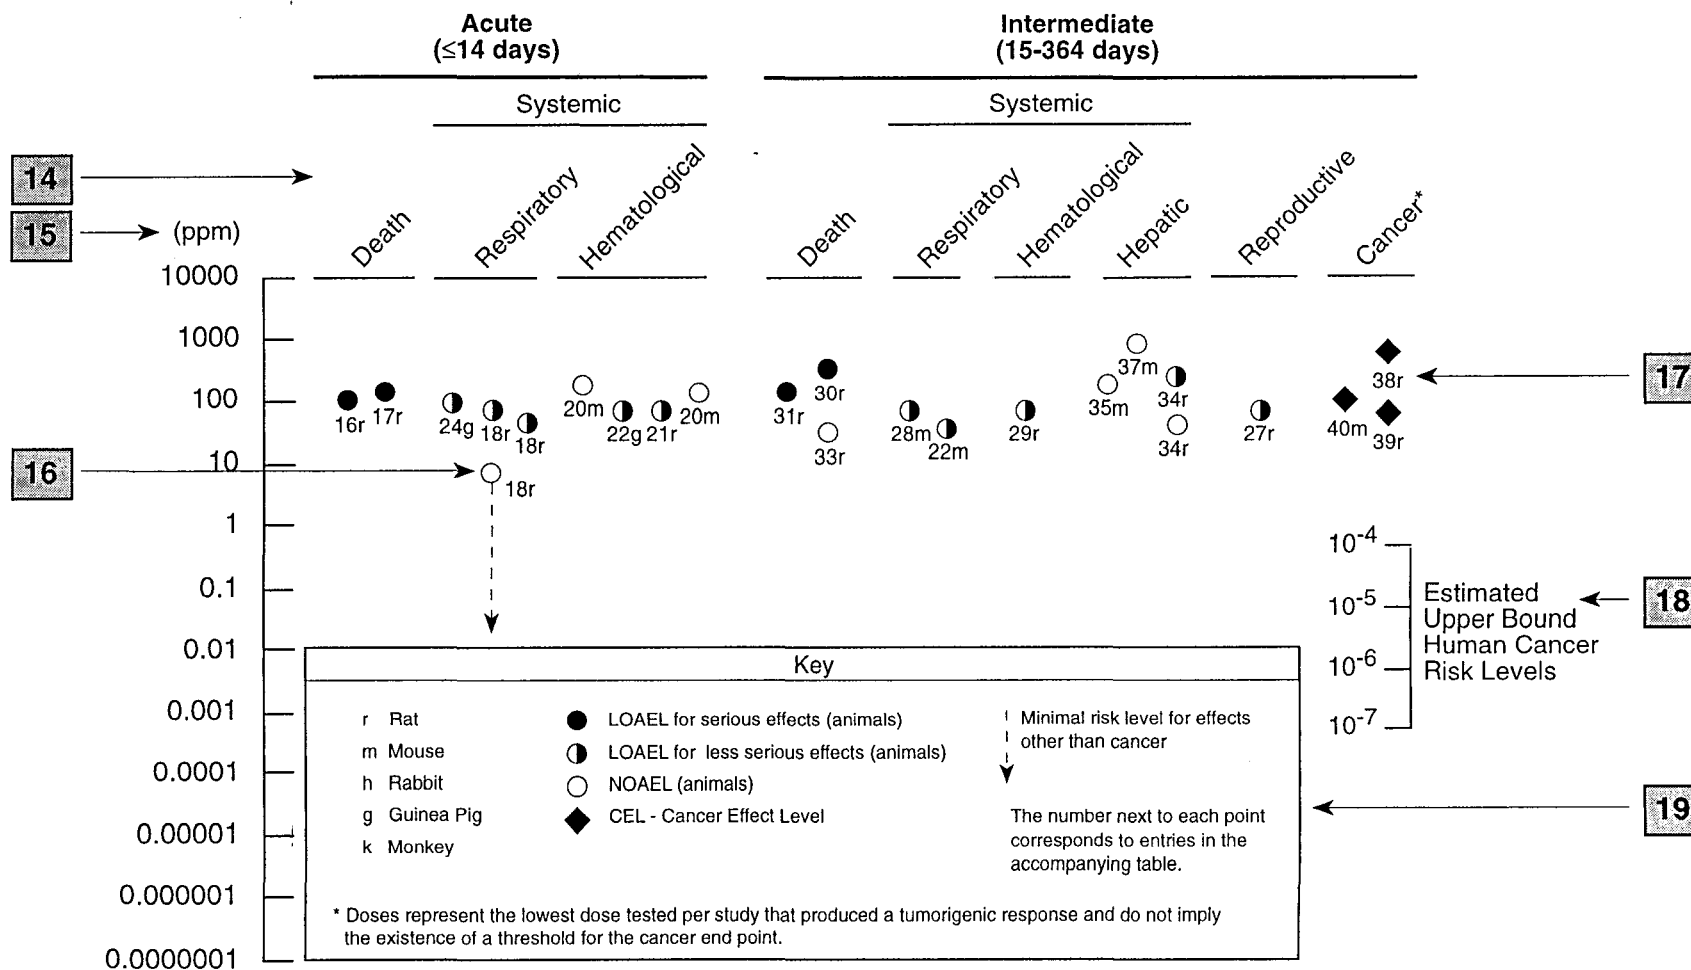 Acute
(≤14 days)
Intermediate
(15-364 days)
Systemic
Systemic
14
15
(ppm)
Death
Respiratory
Hematological
Death
Respiratory
Hematological
Hepatic
Reproductive
Cancer*
10000
1000
100
10
1
0.1
0.01
0.001
0.0001
0.00001
0.000001
0.0000001
16r
17r
24g
18r
18r
18r
20m
22g
21r
20m
31r
30r
33r
28m
22m
29r
37m
35m
34r
34r
27r
38r
40m
39r
16
17
18
19
10-4
10-5
10-6
10-7
Estimated
Upper Bound
Human Cancer
Risk Levels
Key
r Rat
m Mouse
h Rabbit
g Guinea Pig
k Monkey
LOAEL for serious effects (animals)
LOAEL for less serious effects (animals)
NOAEL (animals)
CEL - Cancer Effect Level
Minimal risk level for effects
other than cancer
The number next to each point
corresponds to entries in the
accompanying table.
* Doses represent the lowest dose tested per study that produced a tumorigenic response and do not imply
the existence of a threshold for the cancer end point.